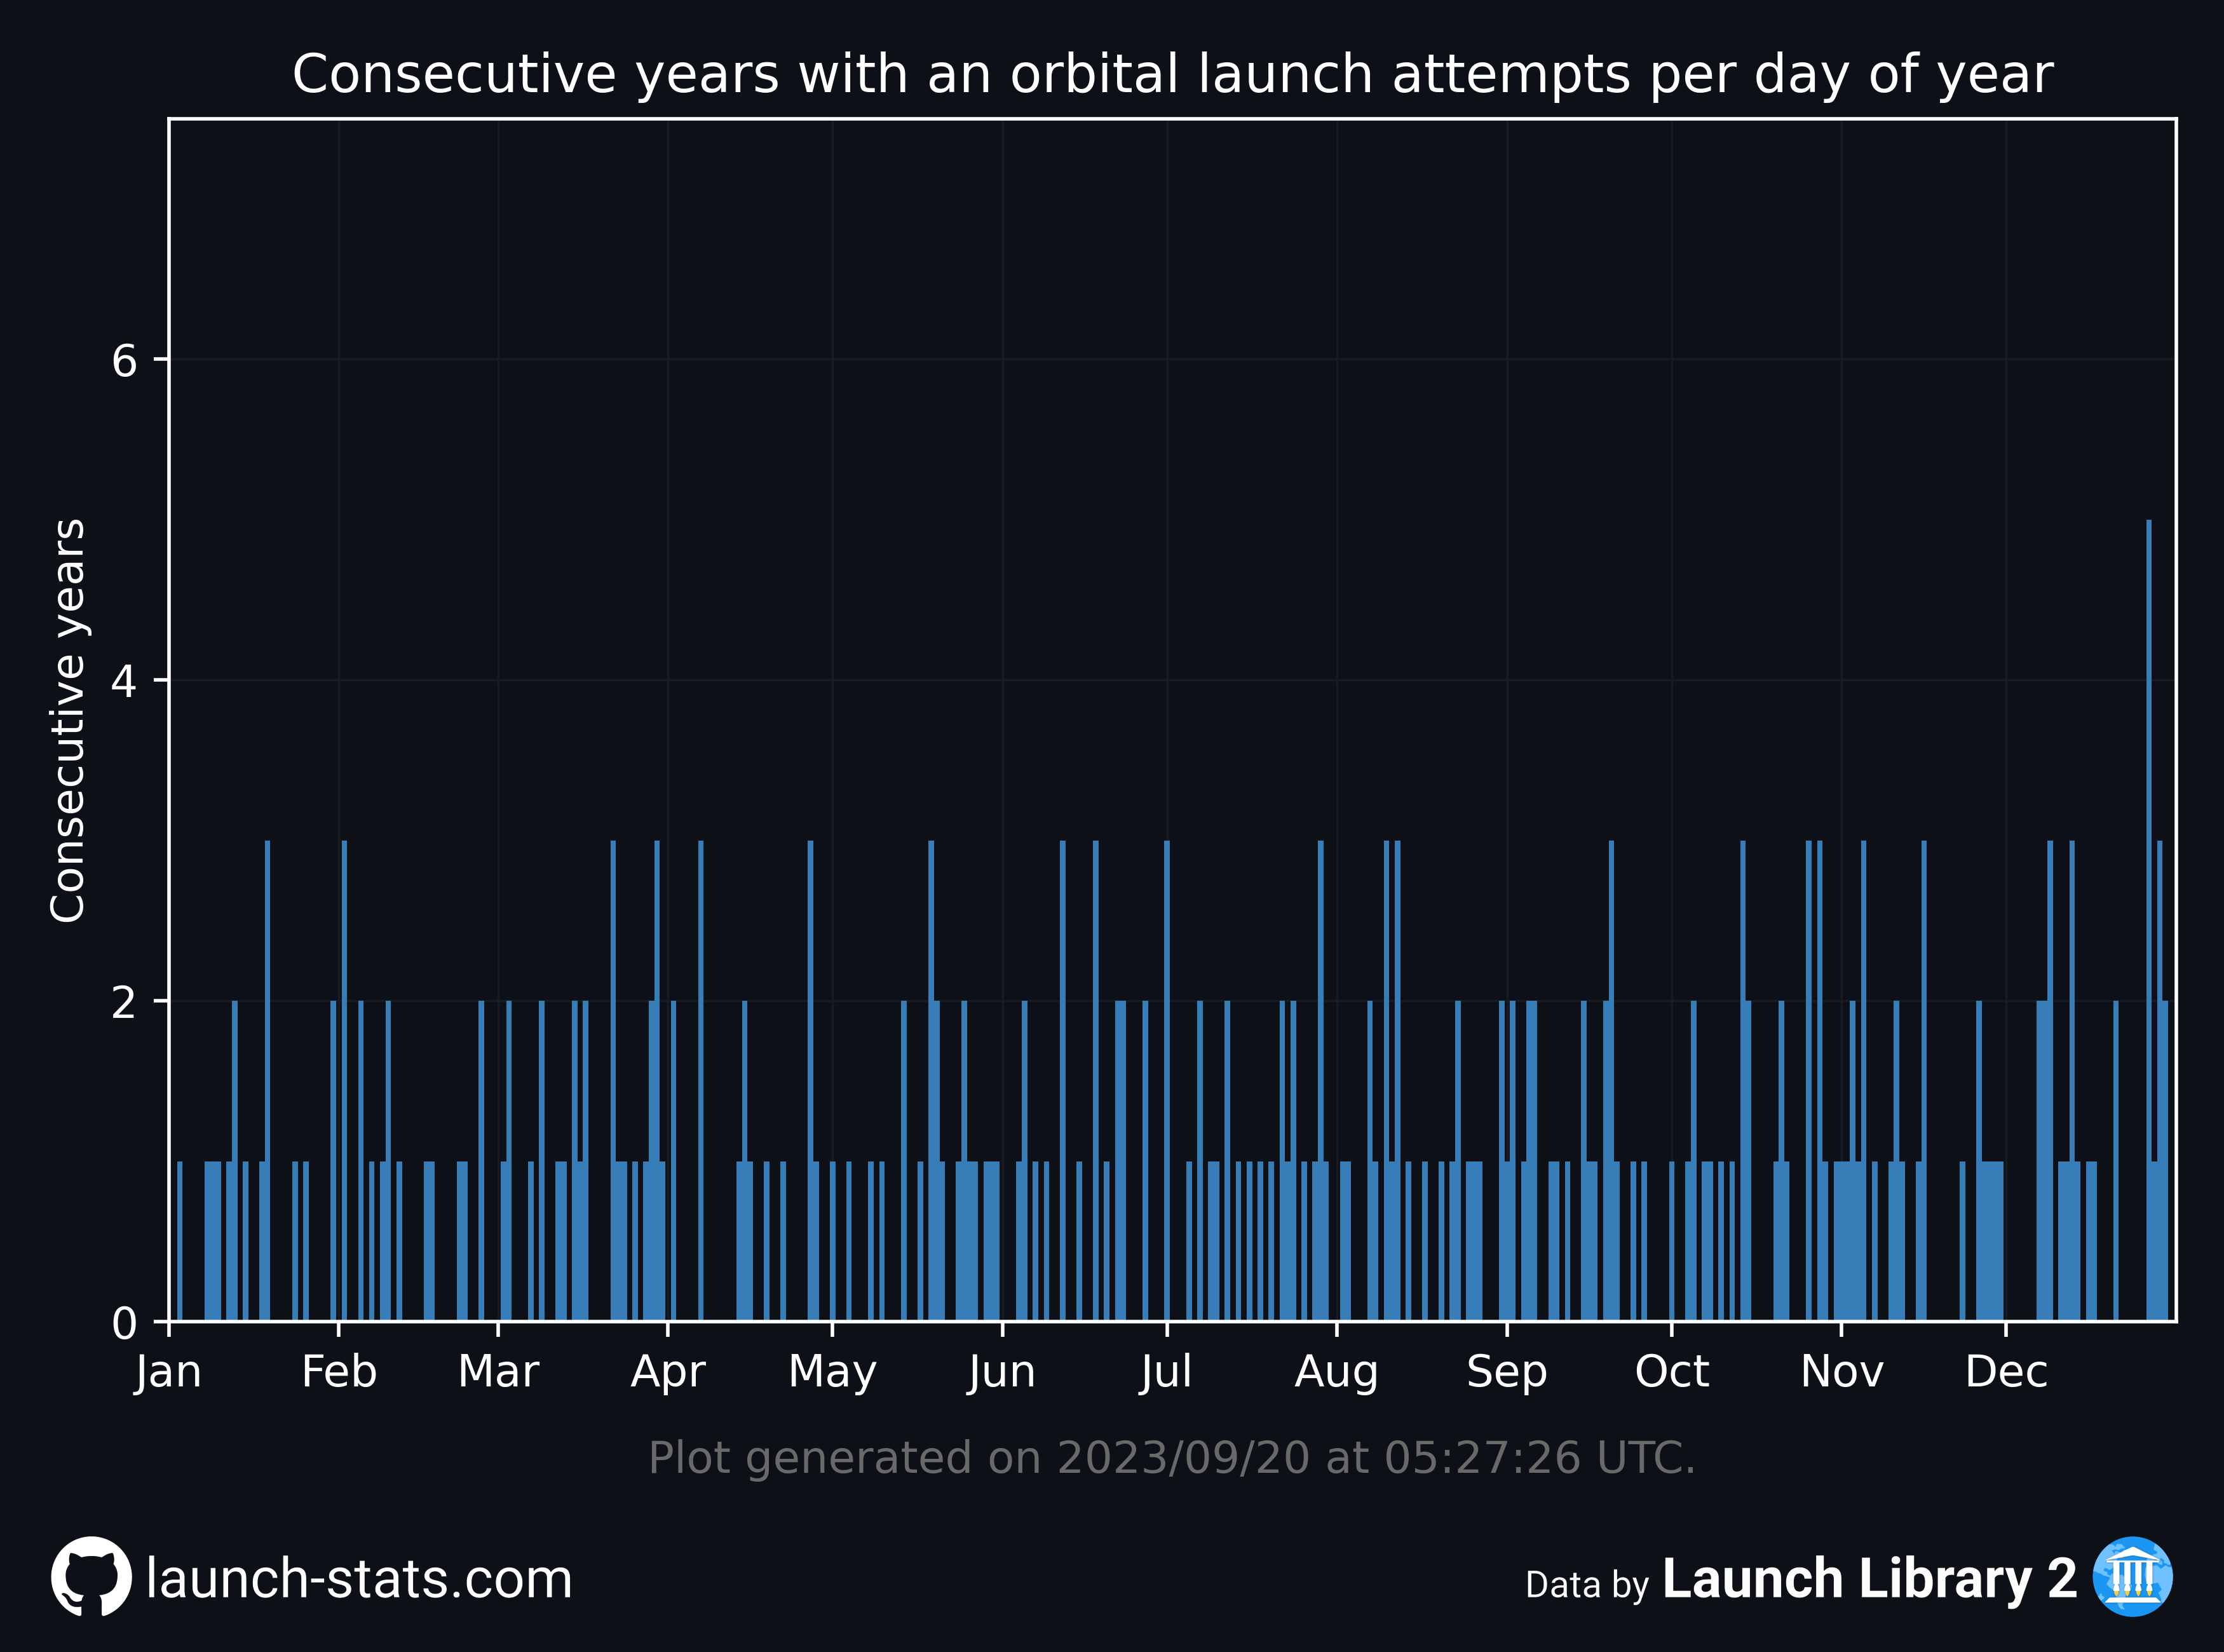 Consecutive years with an orbital launch attempts per day of year
Consecutive years
6
4
2
0
Jan Feb Mar Apr May Jun Jul Aug Sep Oct Nov Dec
Plot generated on 2023/09/20 at 05:27:26 UTC.
launch-stats.com
Data by Launch Library 2